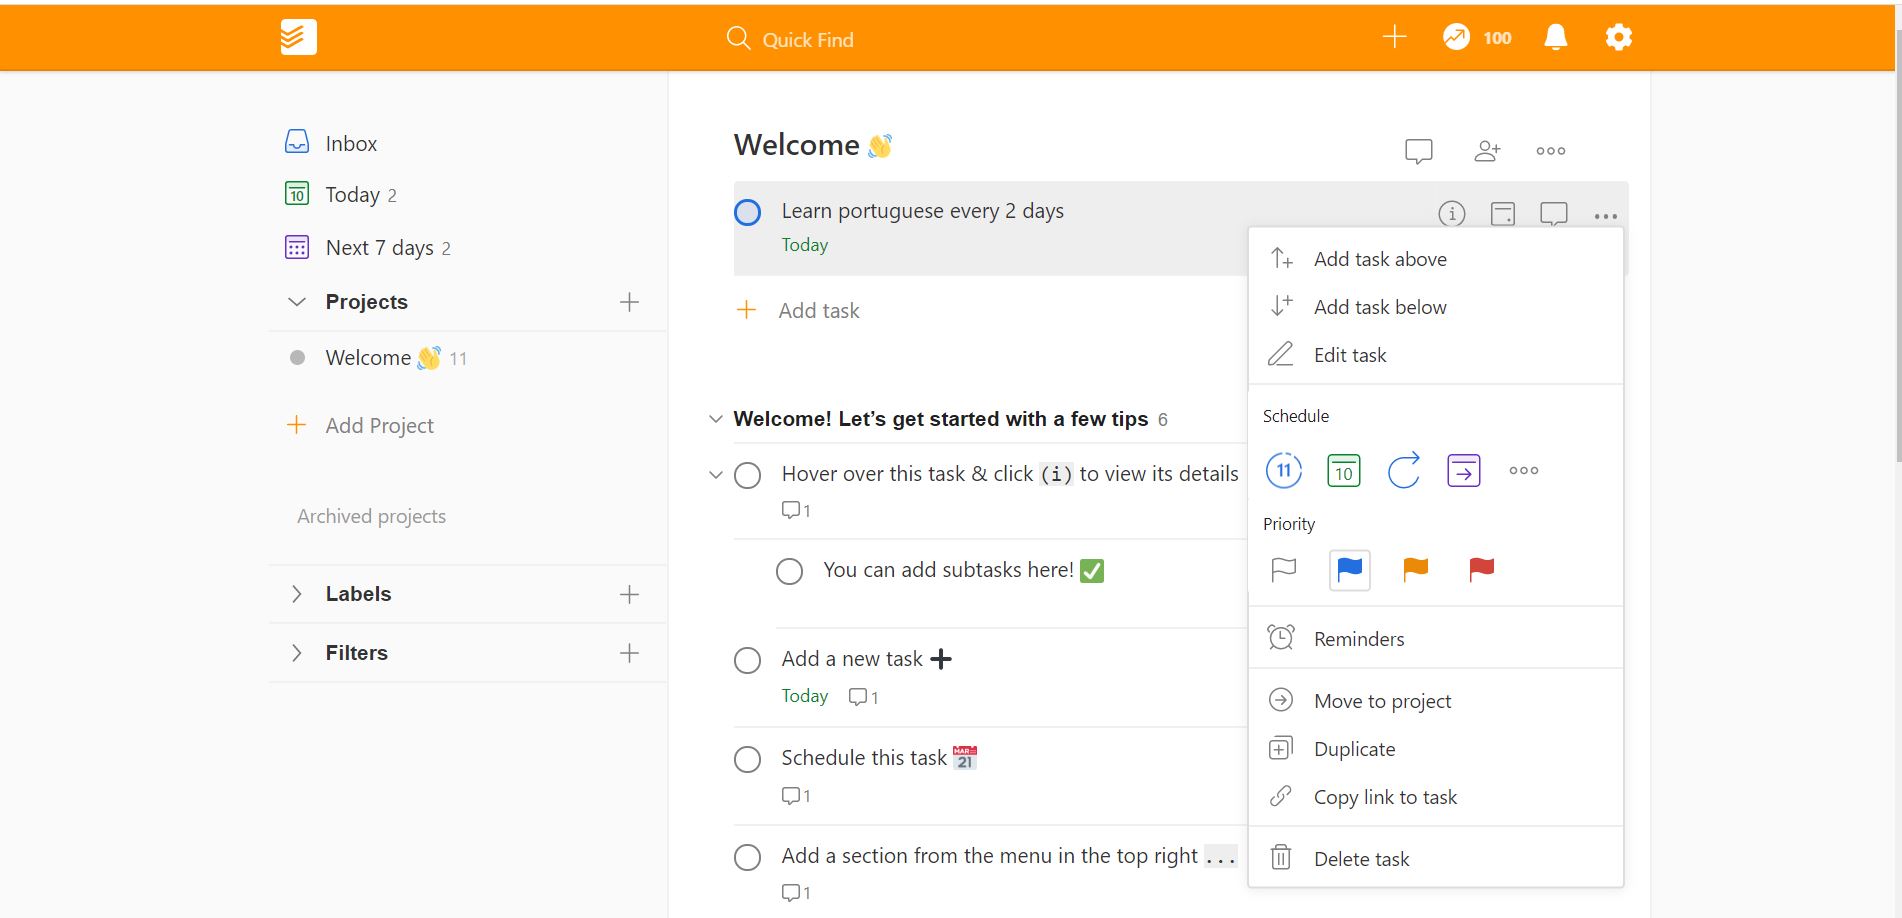 Quick Find
100
Inbox
10 Today 2
Next 7 days 2
Projects
Welcome 👋 11
Add Project
Archived projects
Labels
Filters
Welcome 👋
Learn portuguese every 2 days
Today
Add task
Welcome! Let’s get started with a few tips 6
Hover over this task & click (i) to view its details
1
You can add subtasks here! ✅
Add a new task ➕
Today 1
Schedule this task 📅
MAR 21
1
Add a section from the menu in the top right ...
1
Add task above
Add task below
Edit task
Schedule
11 10
Priority
Reminders
Move to project
Duplicate
Copy link to task
Delete task